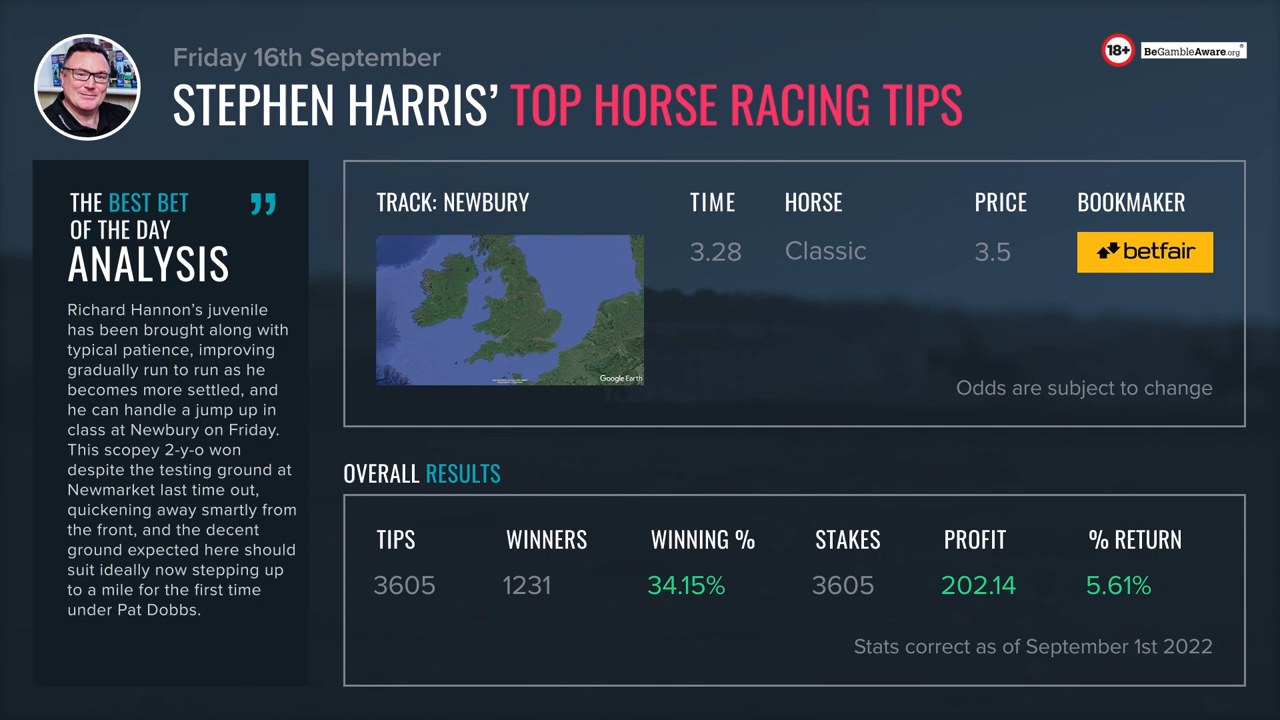 Friday 16th September
STEPHEN HARRIS’ TOP HORSE RACING TIPS
18+
BeGambleAware.org®
THE BEST BET
OF THE DAY
ANALYSIS
Richard Hannon’s juvenile
has been brought along with
typical patience, improving
gradually run to run as he
becomes more settled, and
he can handle a jump up in
class at Newbury on Friday.
This scopey 2-y-o won
despite the testing ground at
Newmarket last time out,
quickening away smartly from
the front, and the decent
ground expected here should
suit ideally now stepping up
to a mile for the first time
under Pat Dobbs.
TRACK: NEWBURY TIME HORSE PRICE BOOKMAKER
3.28 Classic 3.5 betfair
Google Earth
Odds are subject to change
OVERALL RESULTS
TIPS WINNERS WINNING % STAKES PROFIT % RETURN
3605 1231 34.15% 3605 202.14 5.61%
Stats correct as of September 1st 2022